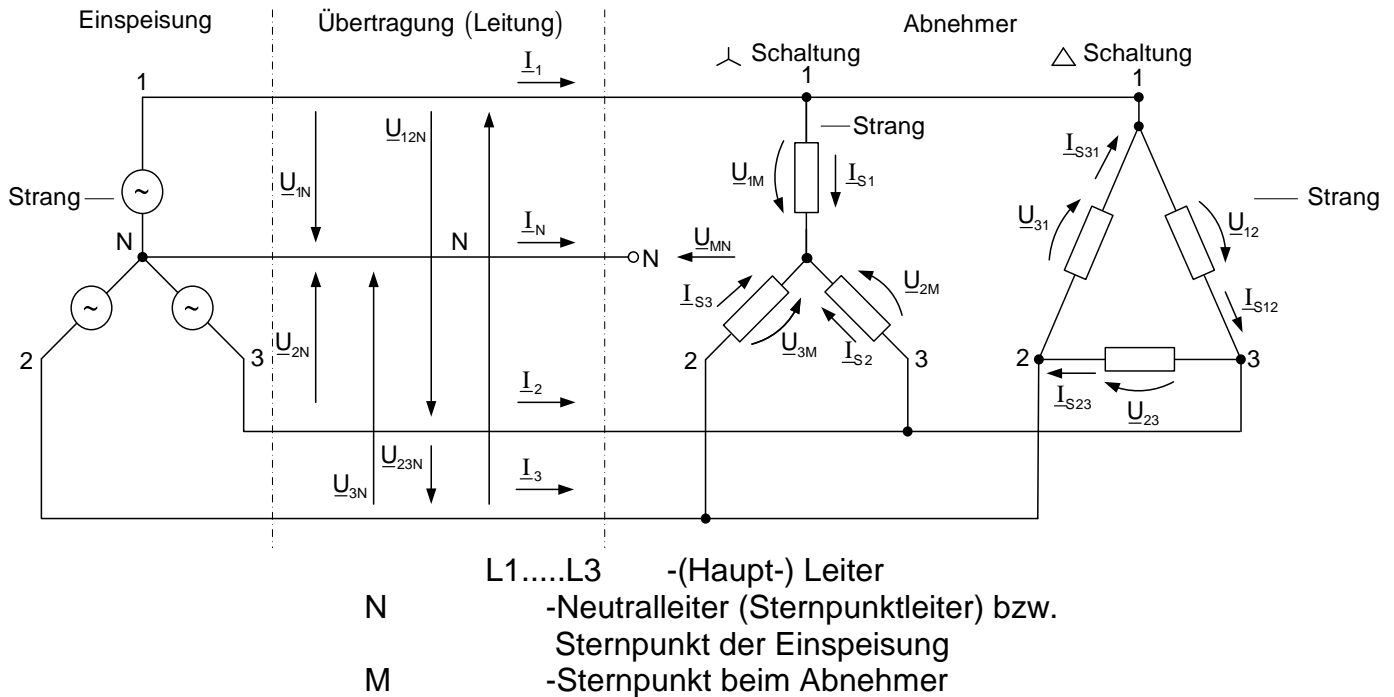 Einspeisung
Übertragung (Leitung)
Abnehmer
Schaltung
Schaltung
1
I1
1
1
Strang
U12N
U1N
U1M
IS1
IS31
Strang
Strang
N
N
IN
N
UMN
U31
U12
IS3
U2M
IS12
U2N
U3M
IS2
2
3
2
3
2
3
I2
IS23
U23
U23N
U3N
I3
L1.....L3 -(Haupt-) Leiter
N -Neutralleiter (Sternpunktleiter) bzw.
Sternpunkt der Einspeisung
M -Sternpunkt beim Abnehmer